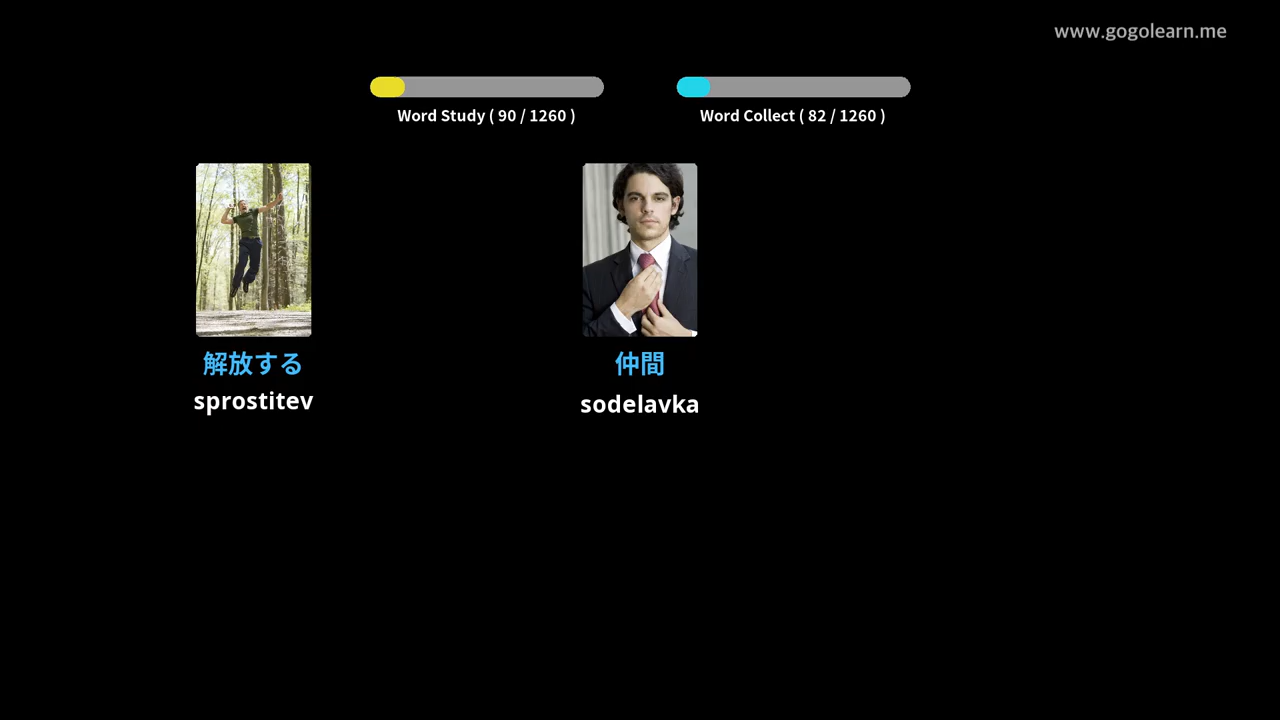 www.gogolearn.me
Word Study ( 90 / 1260 )
Word Collect ( 82 / 1260 )
解放する
sprostitev
仲間
sodelavka